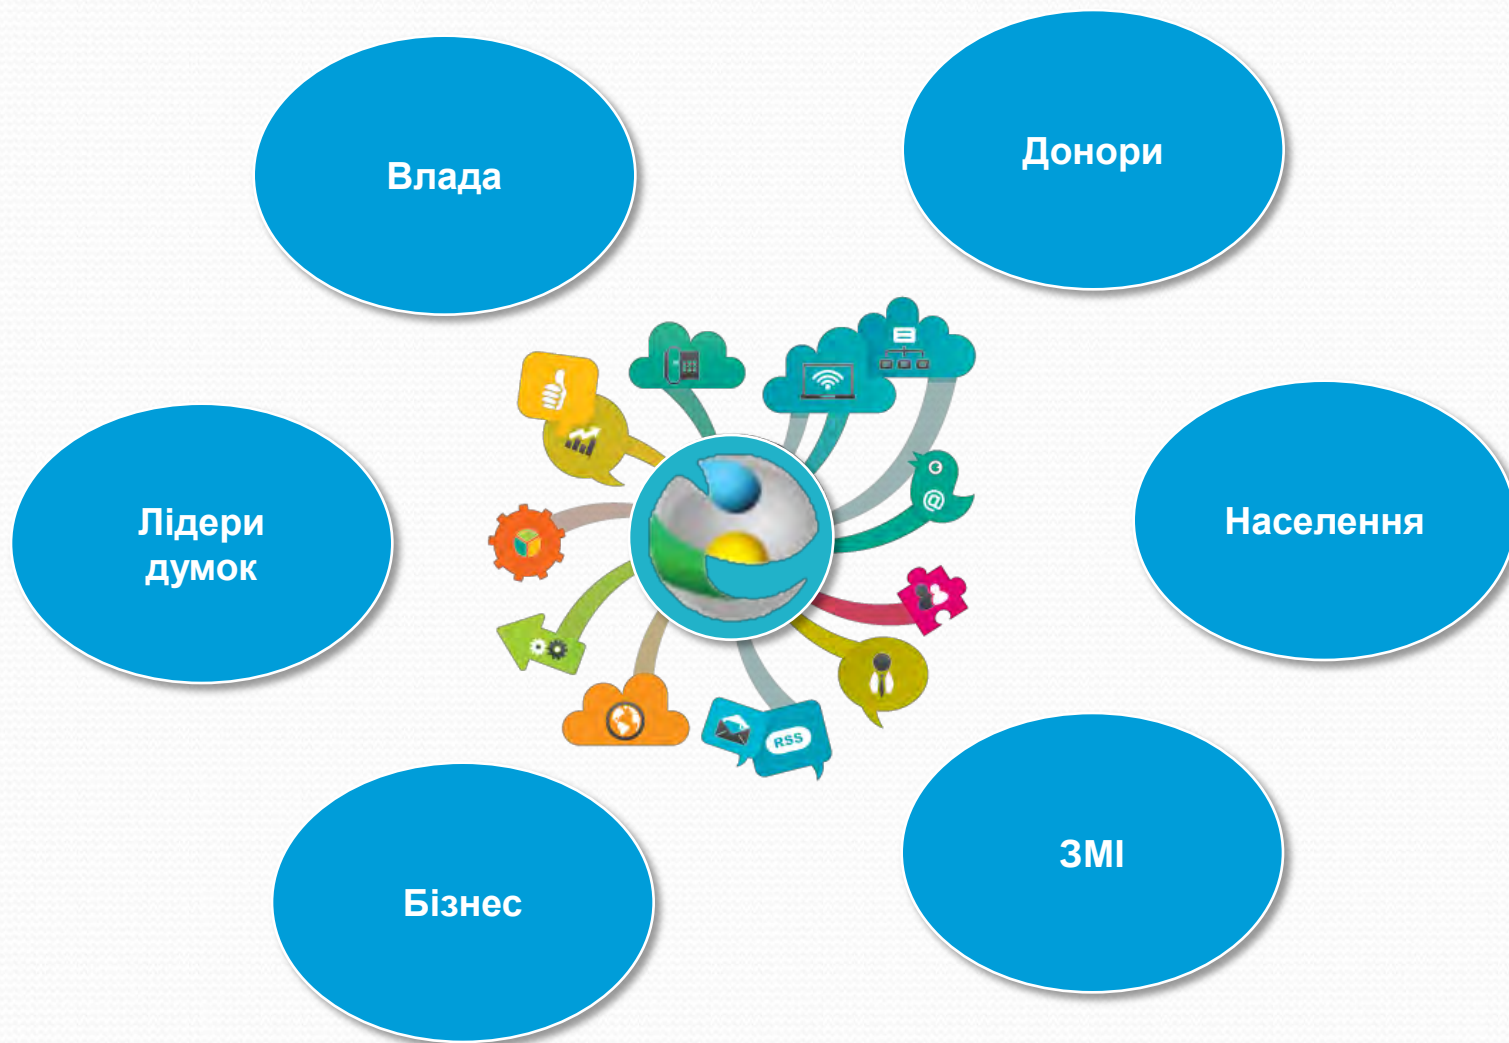 Влада
Донори
Лідери
думок
Населення
@
RSS
Бізнес
ЗМІ